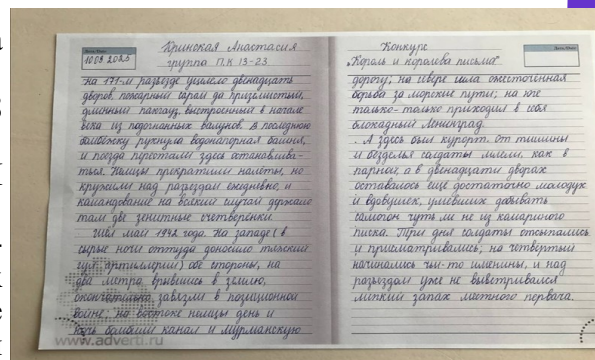 10.03.2025
Кринская Анастасия
группа П.К 13-23
На 171-м разъезде уцелело двенадцать
дворов, пожарный сарай да приземистый,
длинный пакгауз, выстроенный в начале
века из подогнанных валунов. В последнюю
бомбежку рухнула водонапорная башня,
и поезда перестали здесь останавлива-
ться. Немцы прекратили налеты, но
кружили над разъездом ежедневно, и
командование на всякий случай держало
там две зенитные счетверенки.
Шел май 1942 года. На западе (в
сырые ночи оттуда доносило тяжкий
гул артиллерии) обе стороны, на
два метра врывшись в землю,
окончательно завязли в позиционной
войне; на востоке немцы день и
ночь бомбили канал и Мурманскую
www.adverti.ru
Конкурс
"Король и королева письма"
дорогу; на севере шла ожесточенная
борьба за морские пути; на юге
только-только приходил в себя
блокадный Ленинград.
А здесь был курорт. От тишины
и безделья солдаты млели, как в
парной, а в двенадцати дворах
оставалось ещё достаточно молодух
и вдовушек, умевших добывать
самогон чуть ли не из комариного
писка. Три дня солдаты отсыпались
и присматривались; на четвертый
начинались чьи-то именины, и над
разъездом уже не выветривался
липкий запах местного первача.